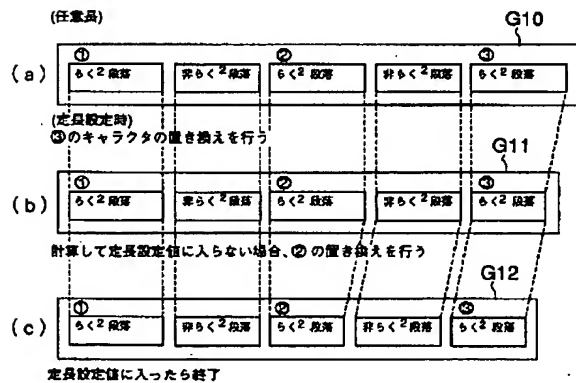 (任意長)
G10
① ② ③
(a) らく²段落 非らく²段落 らく²段落 非らく²段落 らく²段落
(定長設定時)
③のキャラクタの置き換えを行う
G11
① ② ③
(b) らく²段落 非らく²段落 らく²段落 非らく²段落 らく²段落
計算して定長設定値に入らない場合、②の置き換えを行う
G12
① ② ③
(c) らく²段落 非らく²段落 らく²段落 非らく²段落 らく²段落
定長設定値に入ったら終了